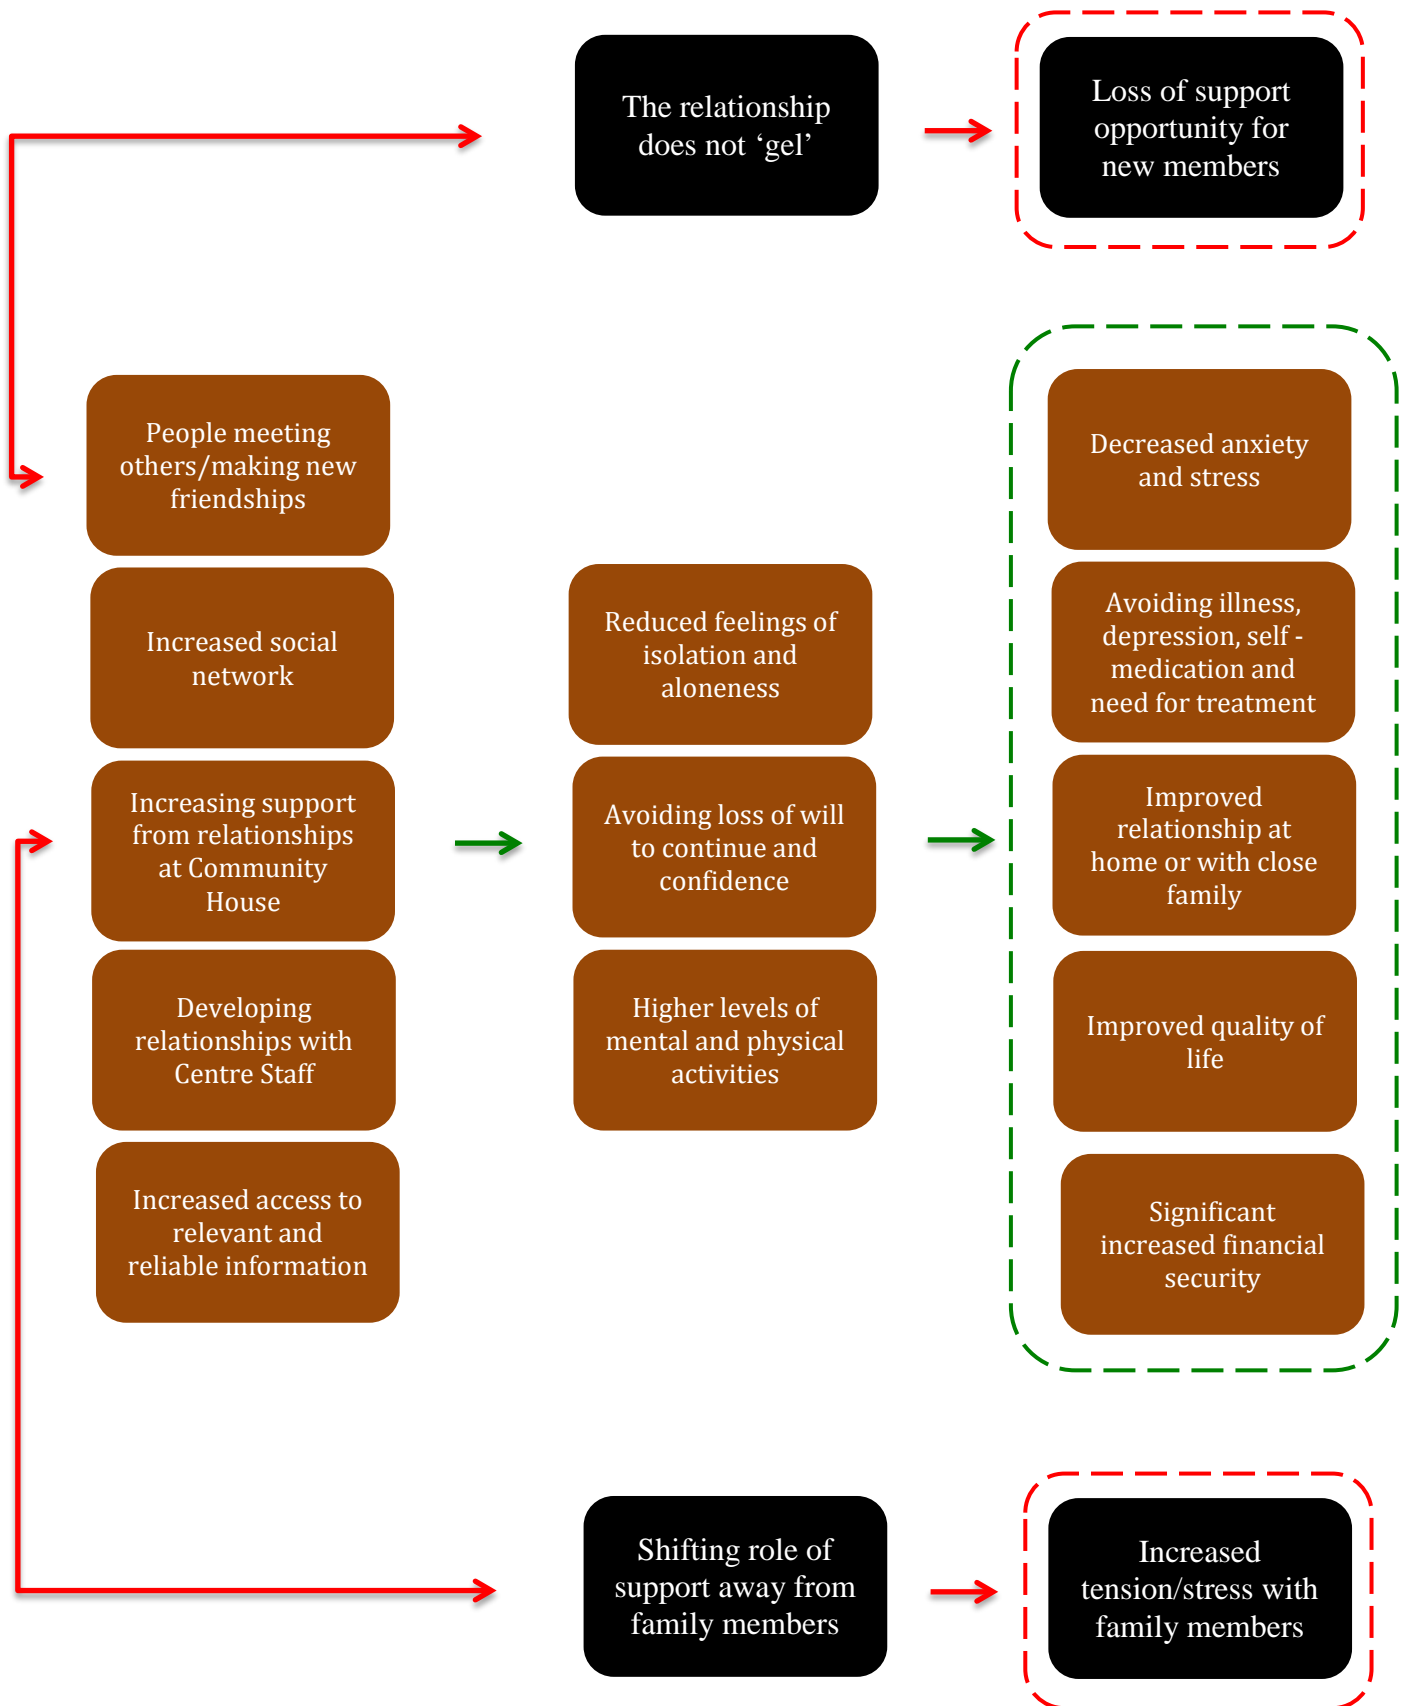 The relationship
does not ‘gel’
Loss of support
opportunity for
new members
People meeting
others/making new
friendships
Increased social
network
Increasing support
from relationships
at Community
House
Developing
relationships with
Centre Staff
Increased access to
relevant and
reliable information
Reduced feelings of
isolation and
aloneness
Avoiding loss of will
to continue and
confidence
Higher levels of
mental and physical
activities
Decreased anxiety
and stress
Avoiding illness,
depression, self -
medication and
need for treatment
Improved
relationship at
home or with close
family
Improved quality of
life
Significant
increased financial
security
Shifting role of
support away from
family members
Increased
tension/stress with
family members